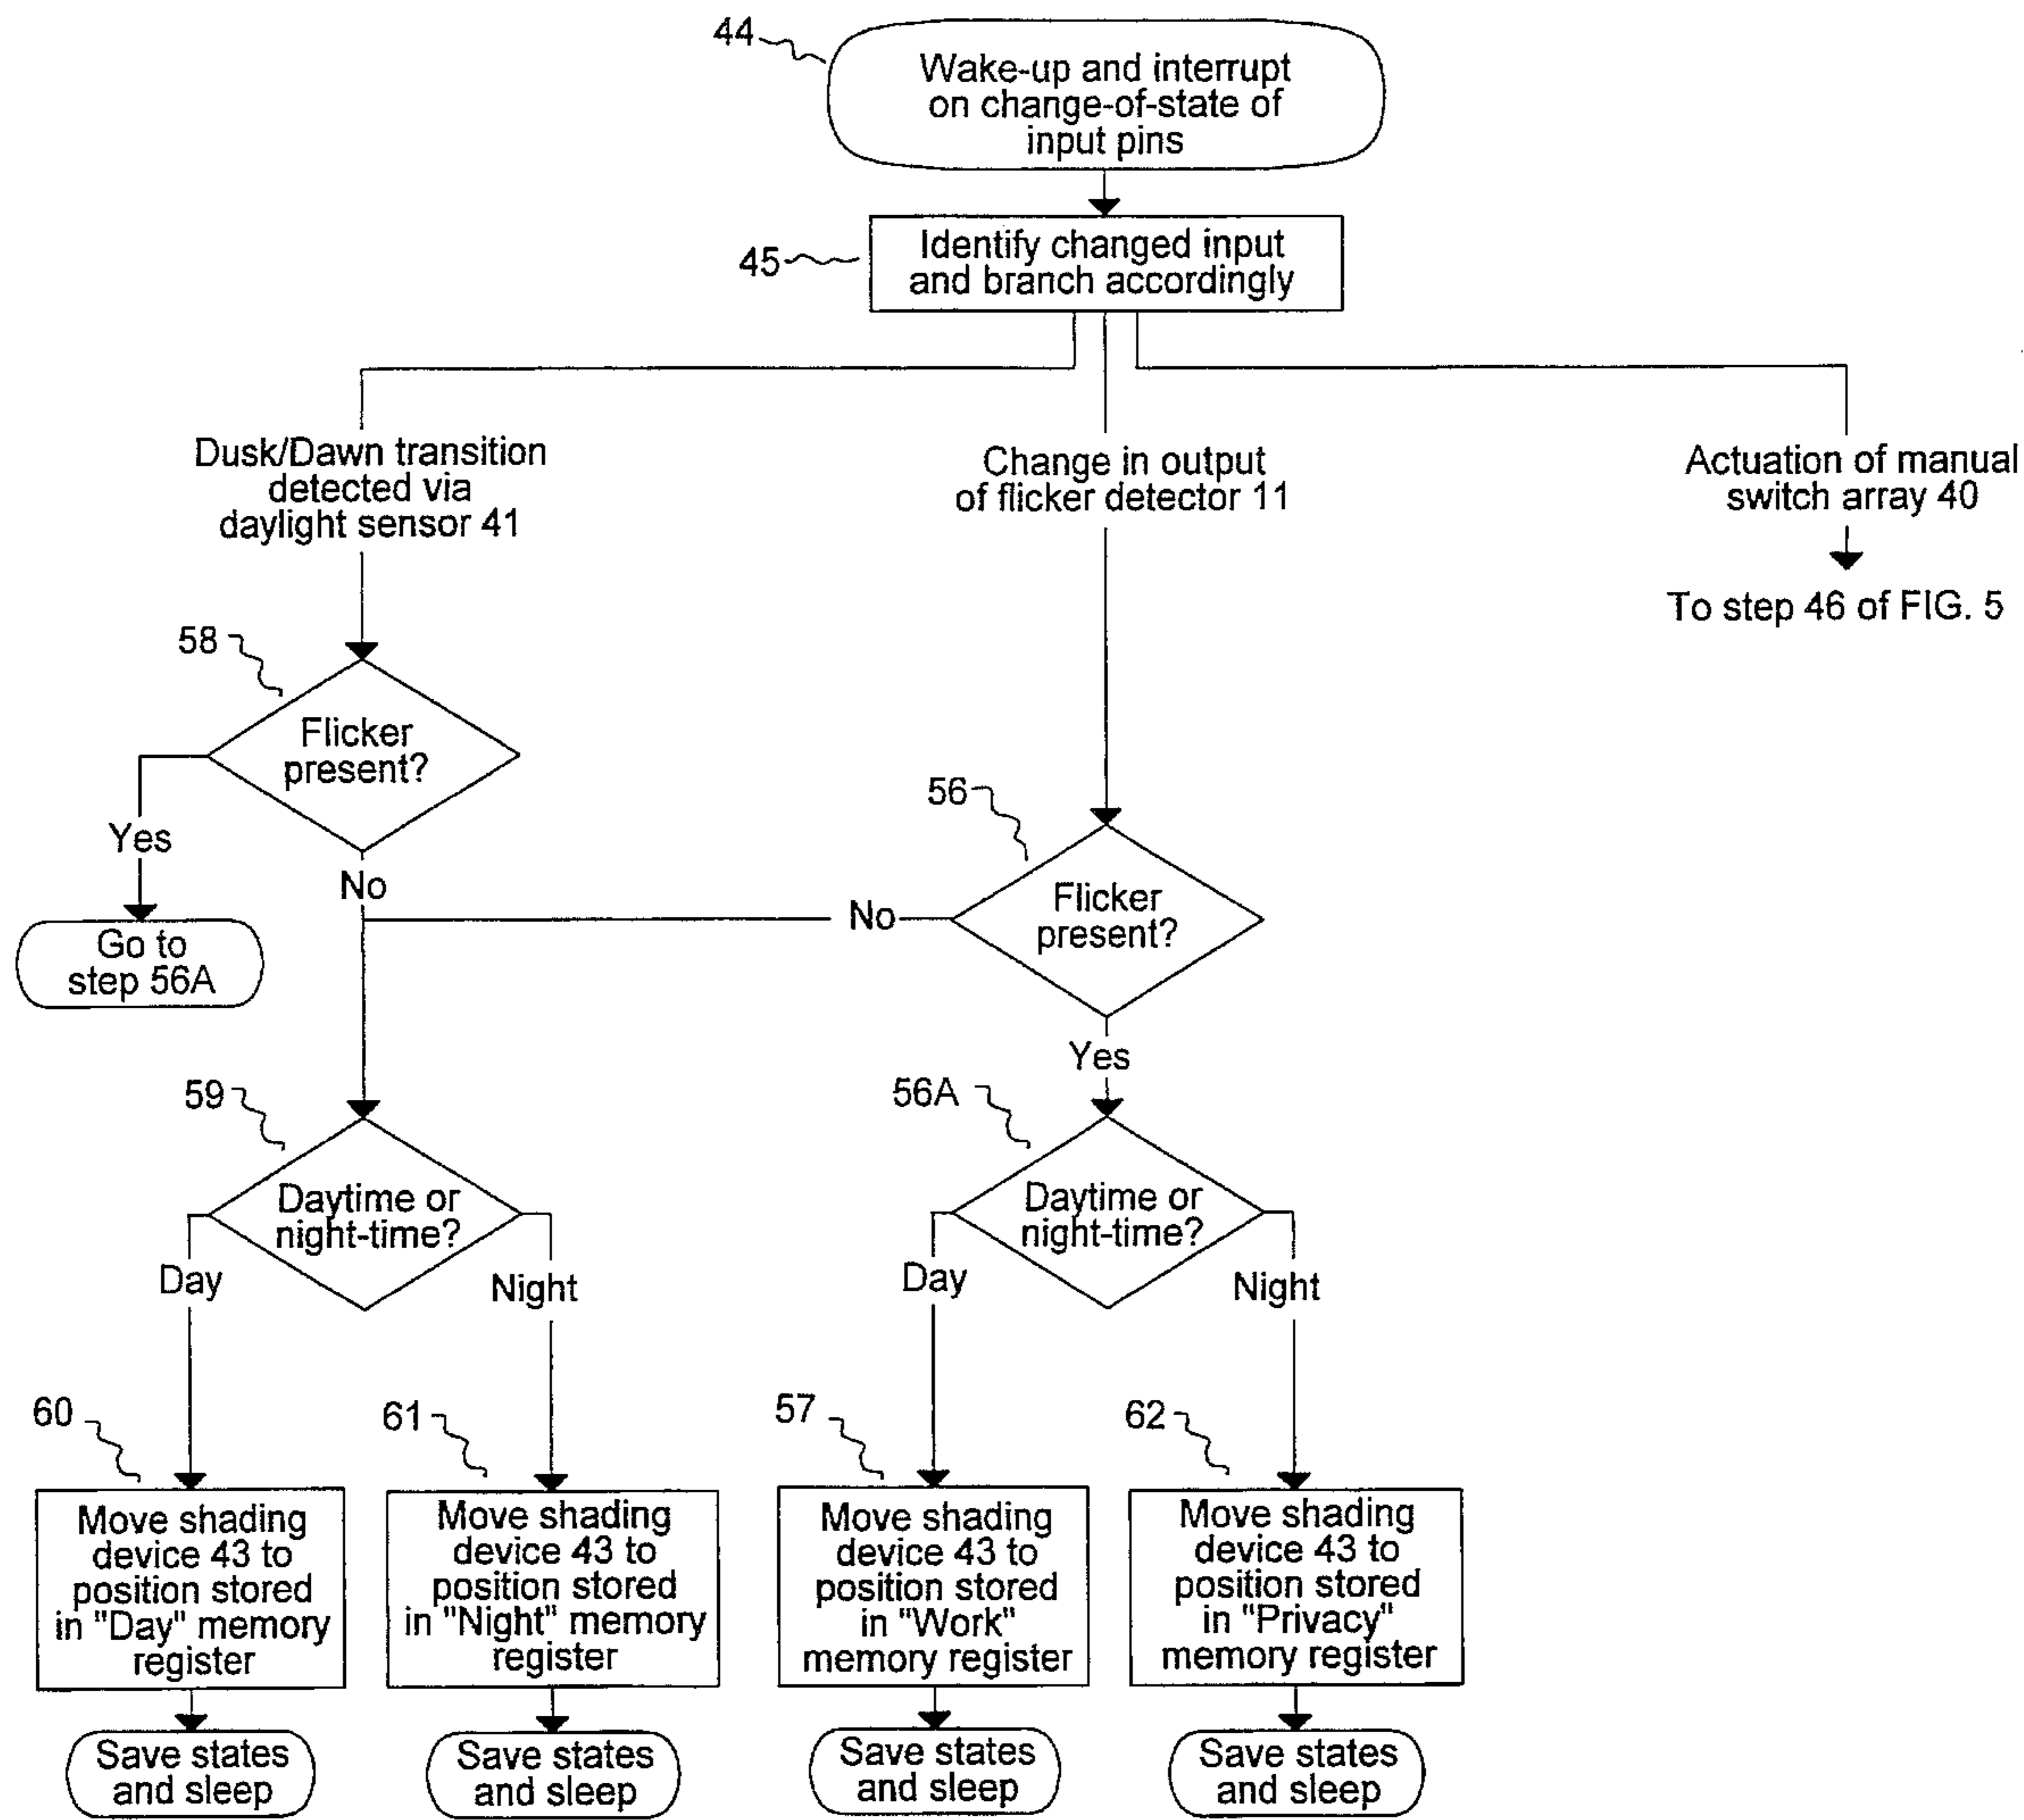 44
Wake-up and interrupt
on change-of-state of
input pins
45
Identify changed input
and branch accordingly
Dusk/Dawn transition
detected via
daylight sensor 41
Change in output
of flicker detector 11
Actuation of manual
switch array 40
To step 46 of FIG. 5
58
Flicker
present?
Yes
No
Go to
step 56A
56
Flicker
present?
No
Yes
59
Daytime or
night-time?
Day
Night
56A
Daytime or
night-time?
Day
Night
60
Move shading
device 43 to
position stored
in "Day" memory
register
Save states
and sleep
61
Move shading
device 43 to
position stored
in "Night" memory
register
Save states
and sleep
57
Move shading
device 43 to
position stored
in "Work"
memory register
Save states
and sleep
62
Move shading
device 43 to
position stored
in "Privacy"
memory register
Save states
and sleep